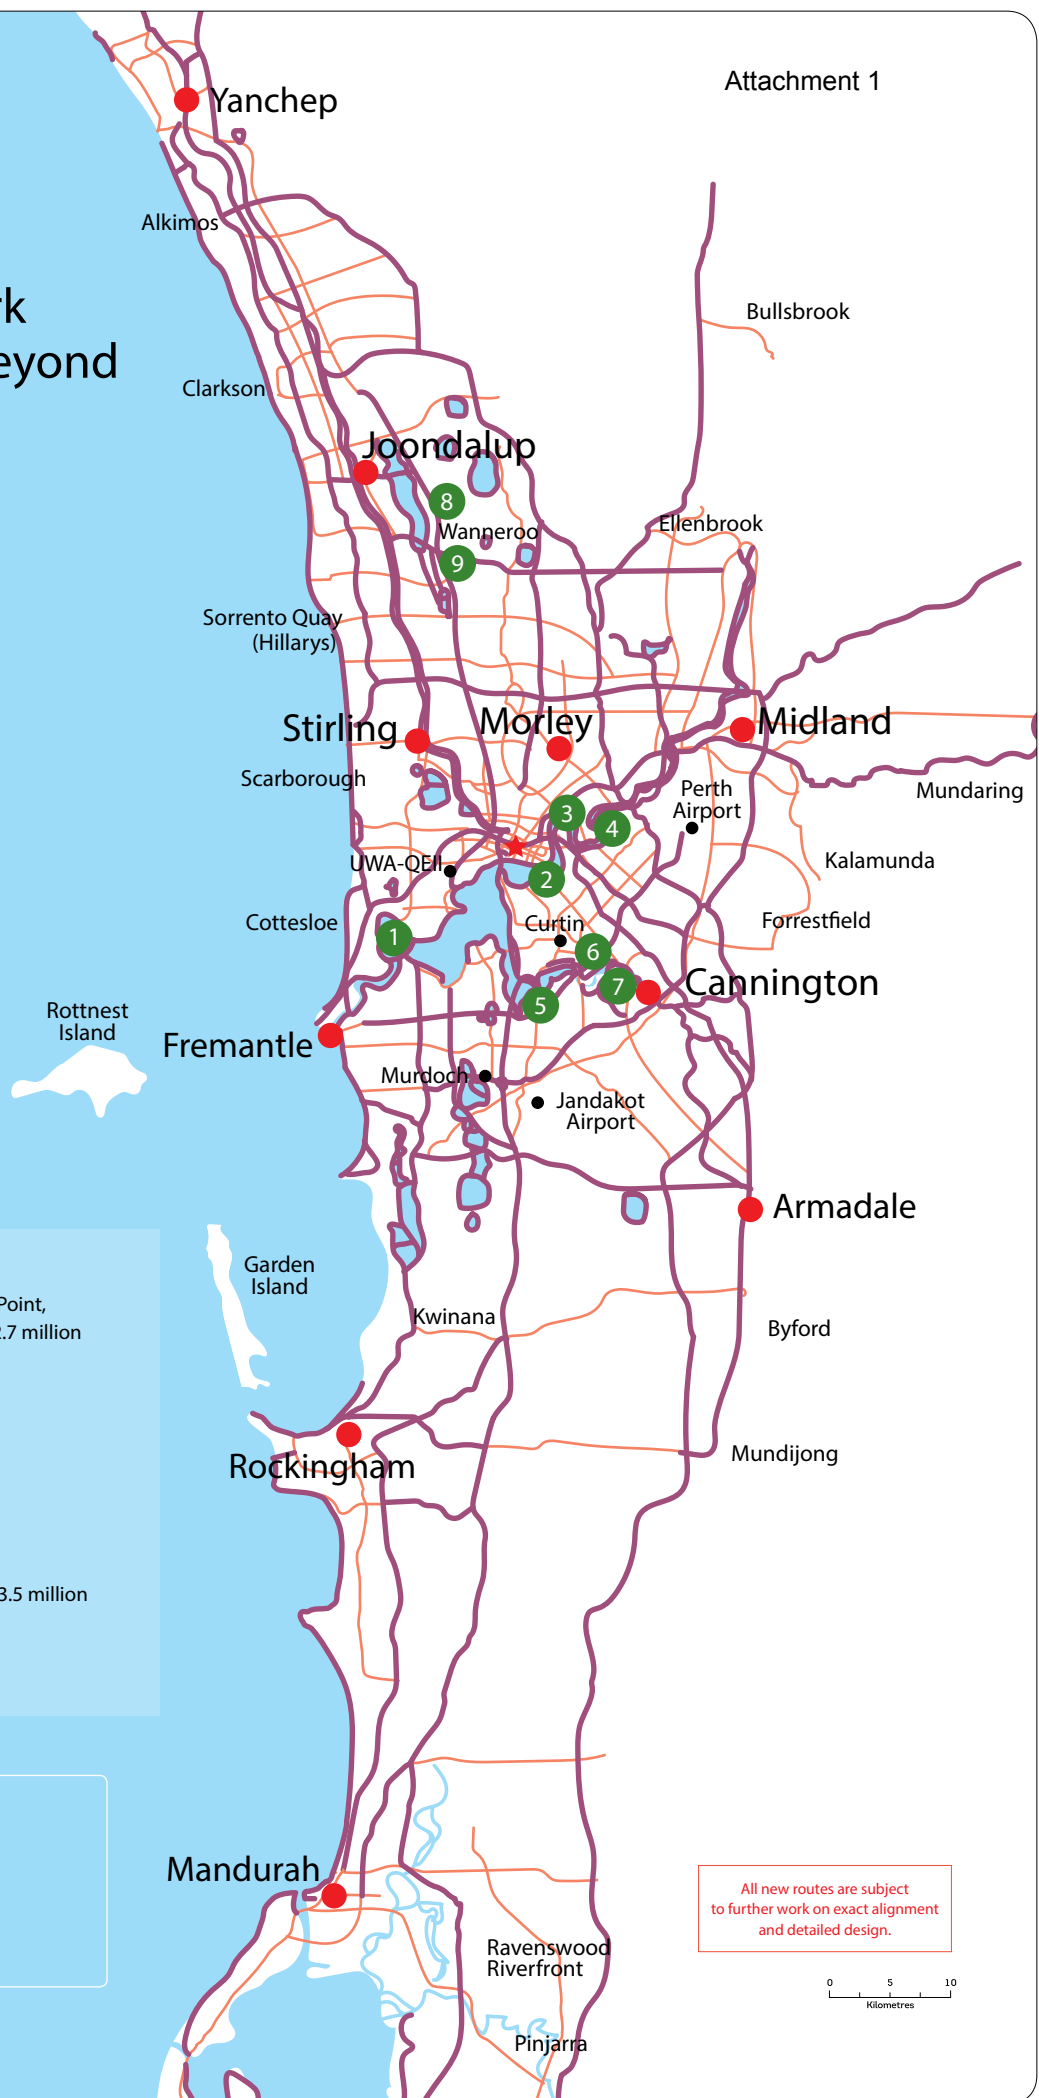 Attachment 1
Yanchep
Alkimos
rk
eyond
Bullsbrook
Clarkson
Joondalup
8
Wanneroo
Ellenbrook
9
Sorrento Quay
(Hillarys)
Stirling
Morley
Midland
Scarborough
Perth
Airport
Mundaring
3
4
UWA-QEII
Kalamunda
2
Cottesloe
1
Curtin
Forrestfield
6
7
Cannington
5
Rottnest
Island
Fremantle
Murdoch
Jandakot
Airport
Armadale
Garden
Island
Point,
2.7 million
Kwinana
Byford
Rockingham
Mundijong
3.5 million
Mandurah
All new routes are subject
to further work on exact alignment
and detailed design.
Ravenswood
Riverfront
0 5 10
Kilometres
Pinjarra